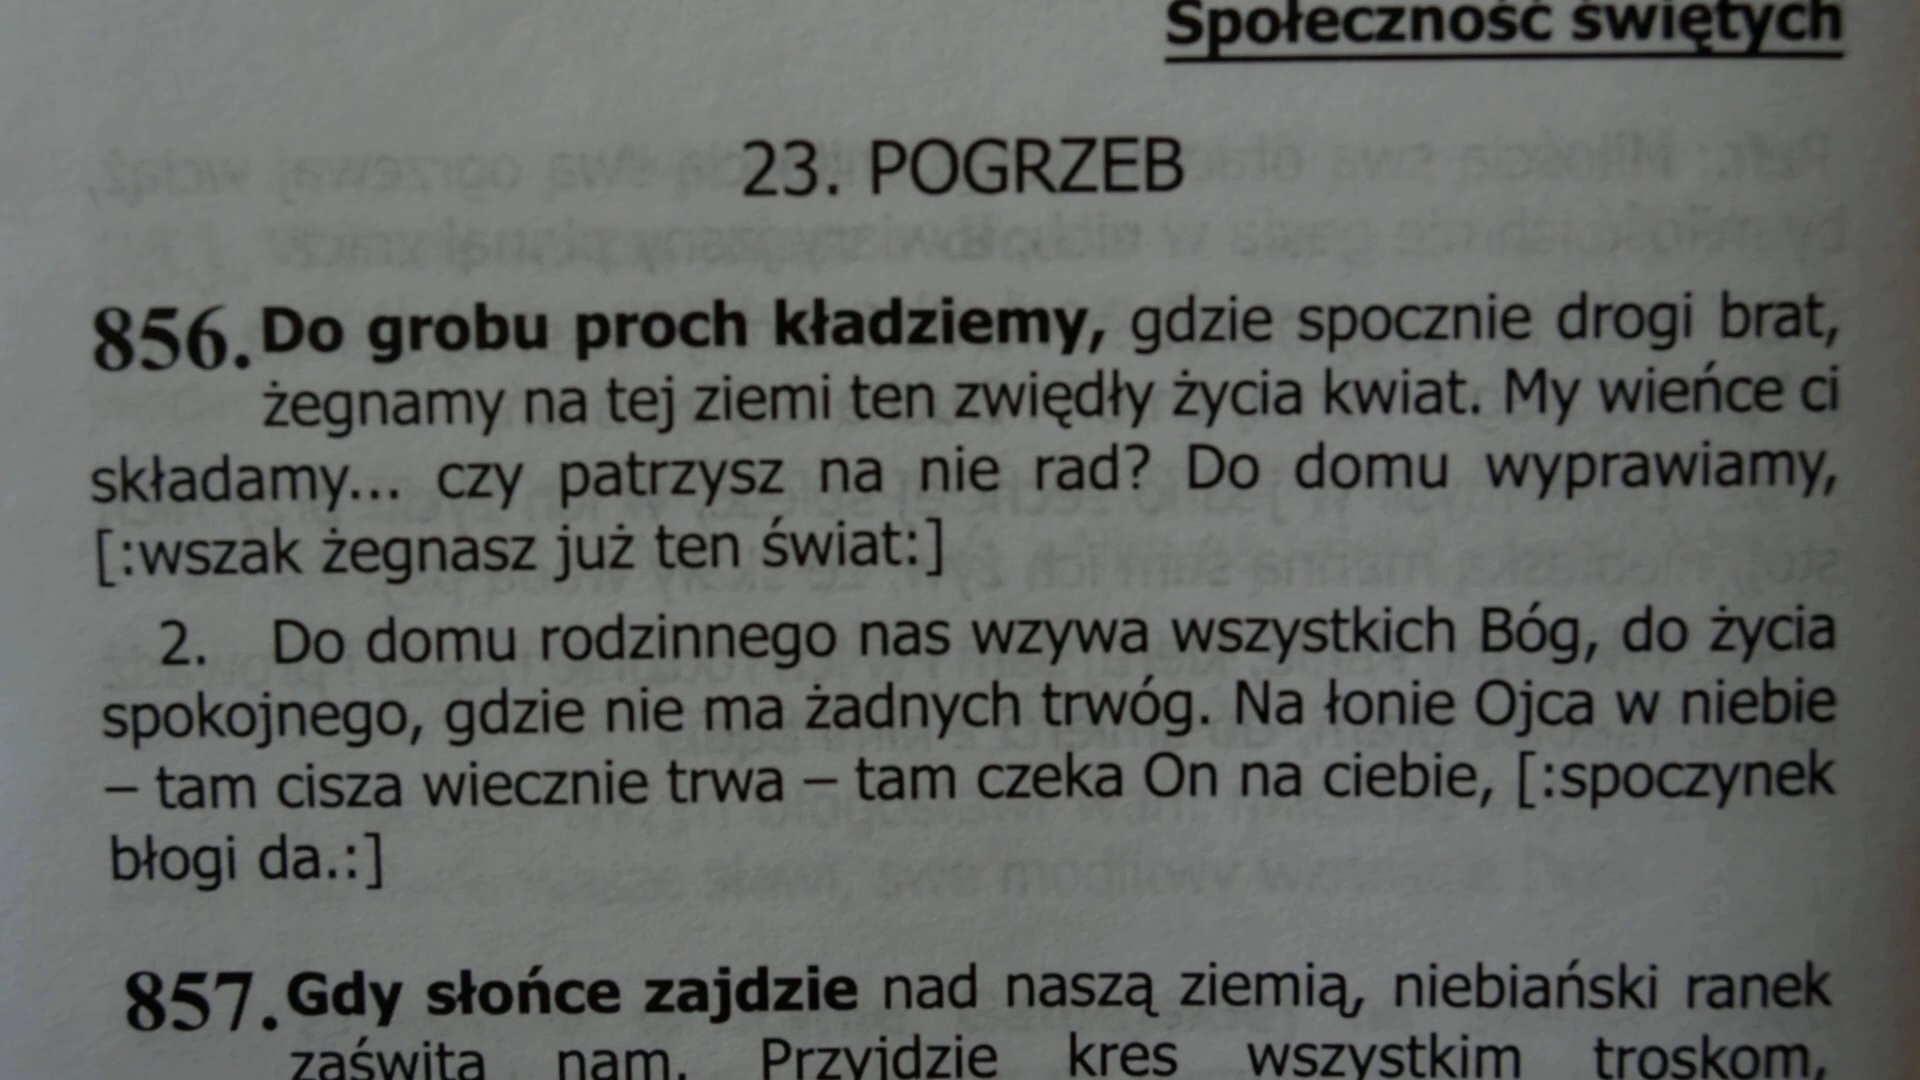 Społeczność świętych
23. POGRZEB
856. Do grobu proch kładziemy, gdzie spocznie drogi brat,
żegnamy na tej ziemi ten zwiędły życia kwiat. My wieńce ci
składamy... czy patrzysz na nie rad? Do domu wyprawiamy,
[:wszak żegnasz już ten świat:]
2. Do domu rodzinnego nas wzywa wszystkich Bóg, do życia
spokojnego, gdzie nie ma żadnych trwóg. Na łonie Ojca w niebie
– tam cisza wiecznie trwa – tam czeka On na ciebie, [:spoczynek
błogi da.:]
857. Gdy słońce zajdzie nad naszą ziemią, niebiański ranek
zaświta nam. Przyjdzie kres wszystkim troskom,